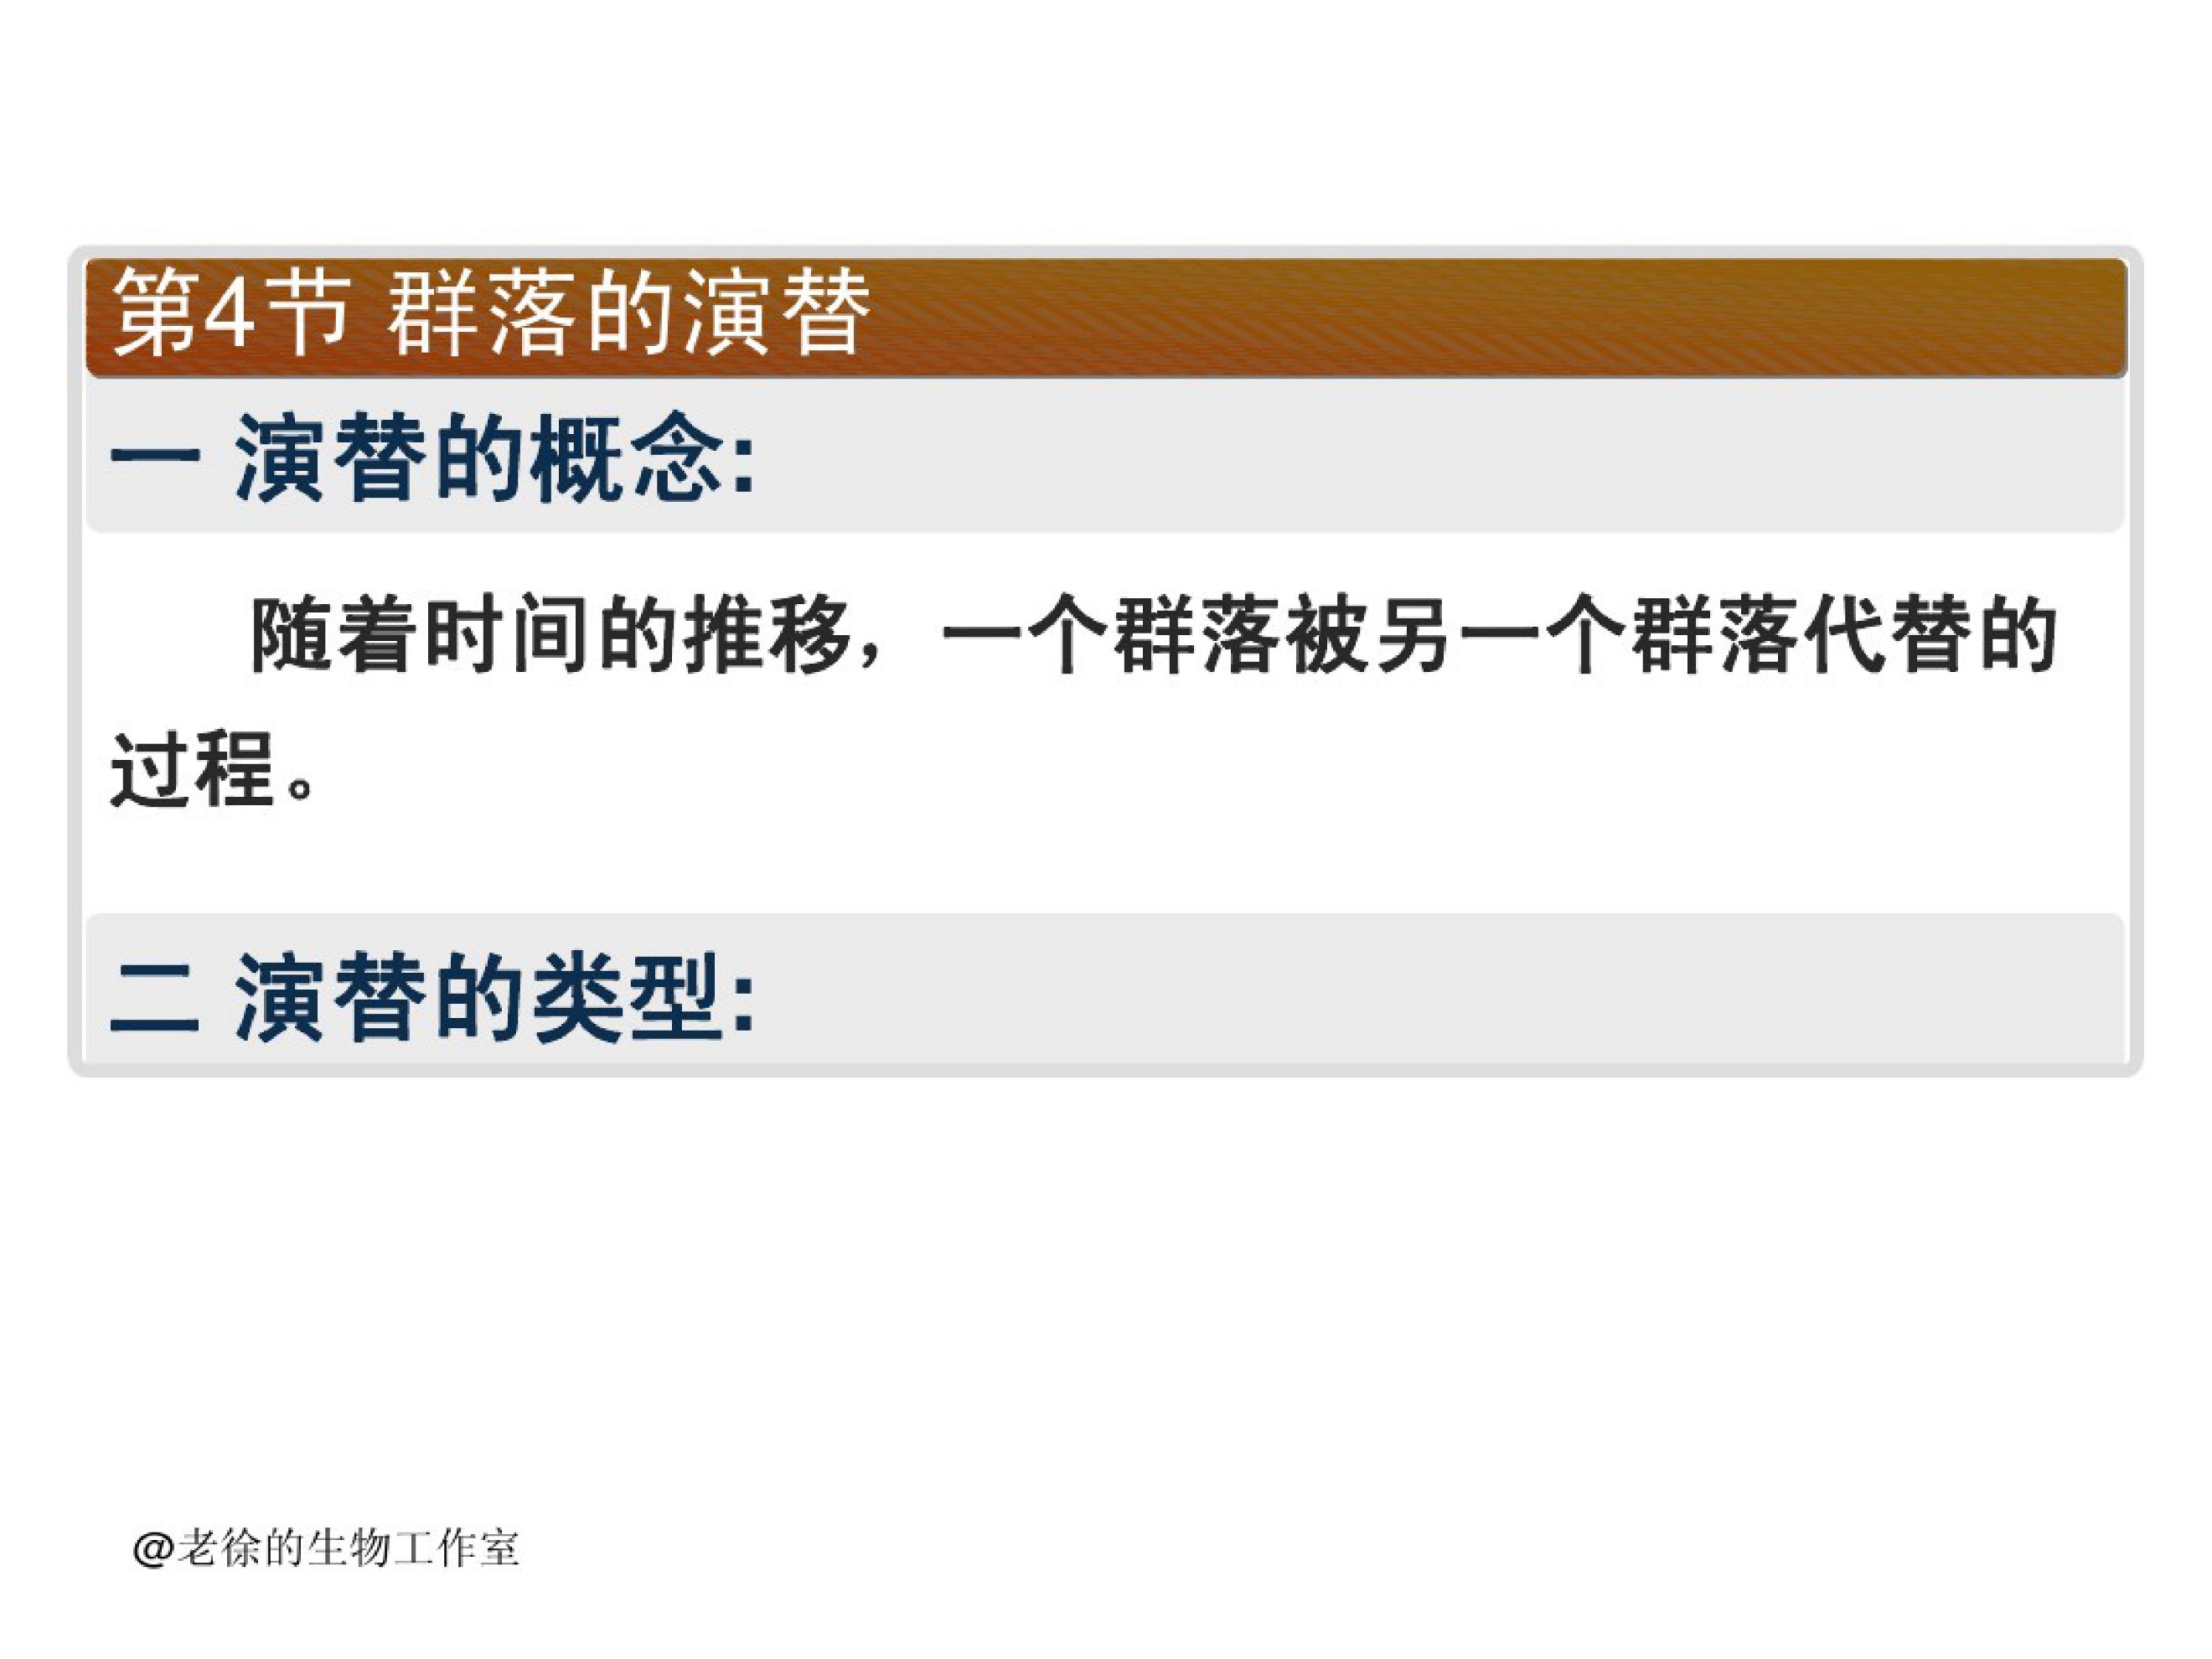 第4节 群落的演替
一 演替的概念:
随着时间的推移，一个群落被另一个群落代替的
过程。
二 演替的类型:
@老徐的生物工作室